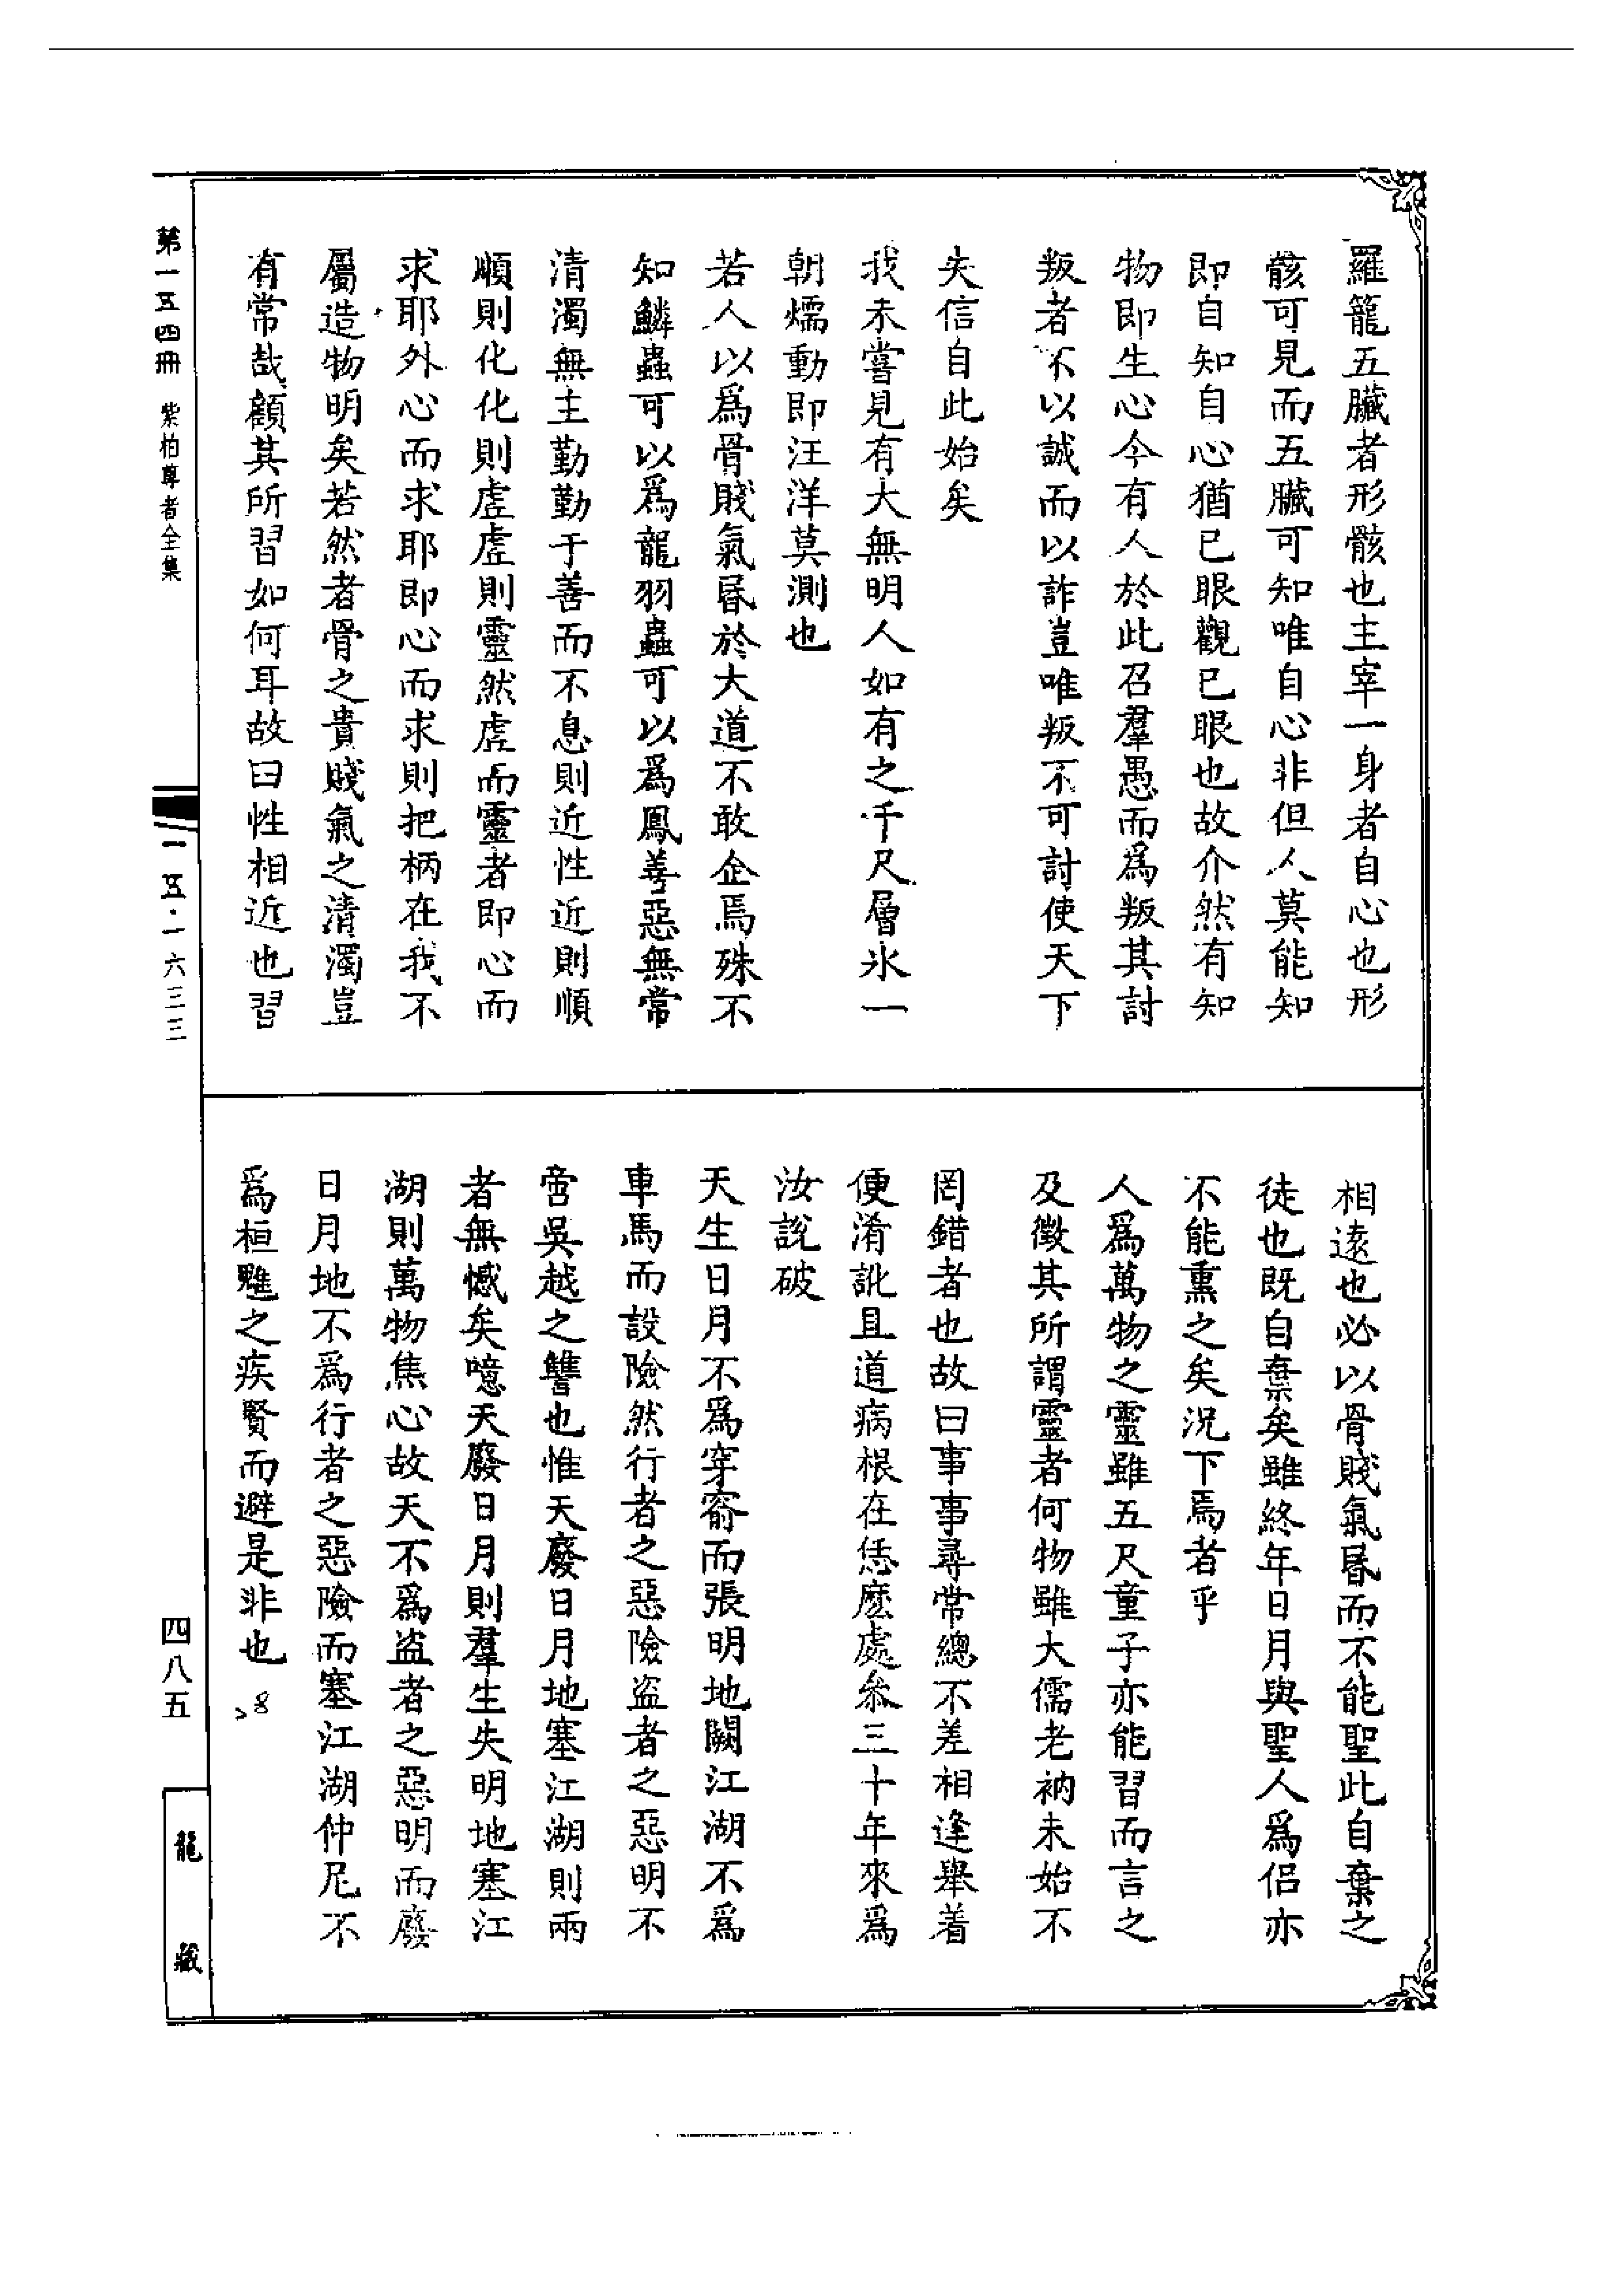 羅籠五臟者形骸也主宰一身者自心也形
骸可見而五臟可知唯自心非但人莫能知
即自知自心猶已眼觀已眼也故介然有知
物即生心今有人於此召羣愚而為叛其討
叛者不以誠而以詐豈唯叛不可討使天下
失信自此始矣
我未嘗見有大無明人如有之千尺層氷一
朝煖動即汪洋莫測也
若人以為骨賤氣昏於大道不敢企焉殊不
知鱗蟲可以為龍羽蟲可以為鳳善惡無常
清濁無主勤勤于善而不息則近性近則順
順則化化則虛虛則靈然虛而靈者即心而
求耶外心而求耶即心而求則把柄在我不
屬造物明矣若然者骨之貴賤氣之清濁豈
有常哉顧其所習如何耳故曰性相近也習
相遠也必以骨賤氣昏而不能聖此自棄之
徒也既自棄矣雖終年日月與聖人為侶亦
不能熏之矣況下焉者乎
人為萬物之靈雖五尺童子亦能習而言之
及徵其所謂靈者何物雖大儒老衲未始不
罔錯者也故曰事事尋常總不差相逢舉着
便淆訛且道病根在恁麽處叅三十年來為
汝說破
天生日月不為穿窬而張明地闢江湖不為
車馬而設險然行者之惡險盜者之惡明不
啻吳越之讐也惟天廢日月地塞江湖則兩
者無憾矣噫天廢日月則羣生失明地塞江
湖則萬物焦心故天不為盜者之惡明而廢
日月地不為行者之惡險而塞江湖仲尼不
為桓魋之疾賢而避是非也
第一五四冊 紫柏尊者全集
一五·一六三三
四八五
龍藏